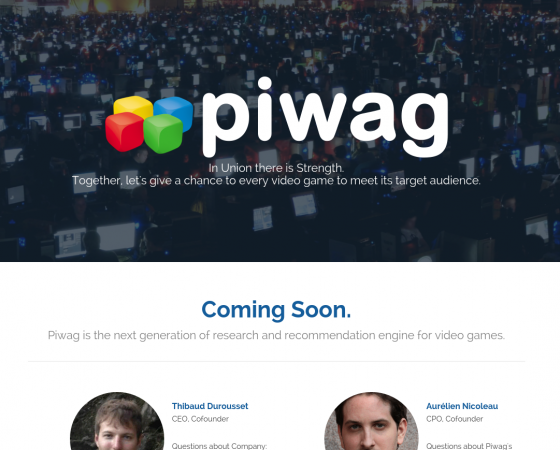 piwag
In Union there is Strength.
Together, let's give a chance to every video game to meet its target audience.
Coming Soon.
Piwag is the next generation of research and recommendation engine for video games.
Thibaud Durousset
CEO, Cofounder
Questions about Company:
Aurélien Nicoleau
CPO, Cofounder
Questions about Piwag's